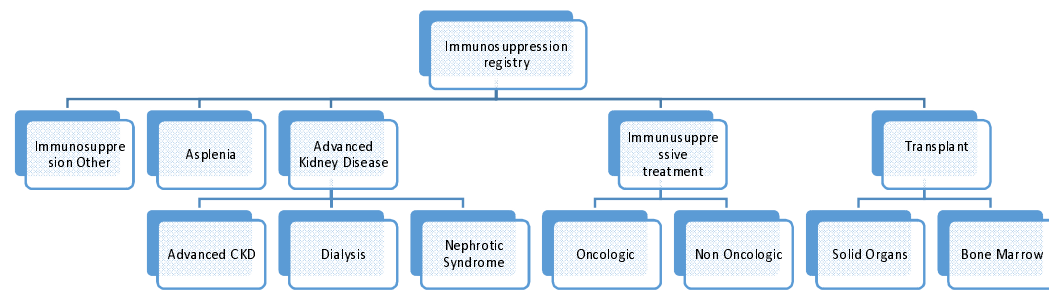 Immunosuppression
registry
Immunosuppre
sion Other
Asplenia
Advanced
Kidney Disease
Immunusuppre
ssive
treatment
Transplant
Advanced CKD
Dialysis
Nephrotic
Syndrome
Oncologic
Non Oncologic
Solid Organs
Bone Marrow